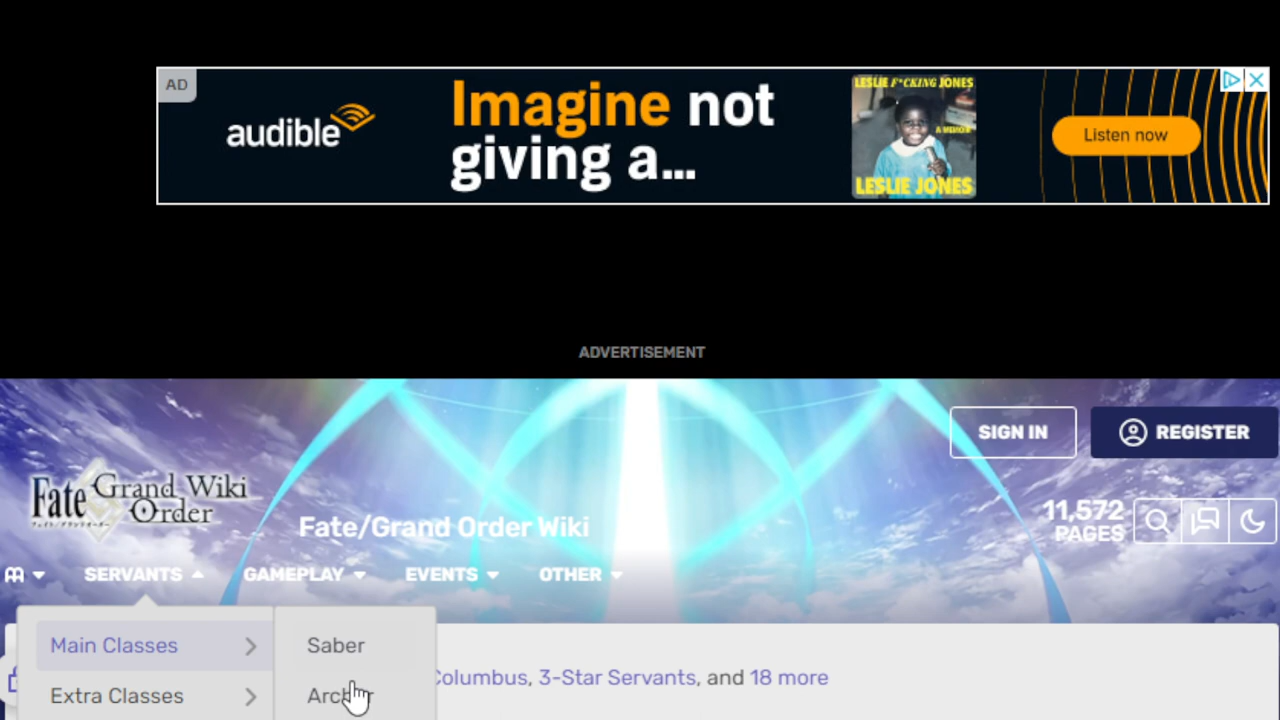 AD
audible
Imagine not
giving a...
LESLIE F*CKING JONES
A MEMOIR
LESLIE JONES
Listen now
ADVERTISEMENT
SIGN IN
REGISTER
Fate Grand Wiki
Order
Fate/Grand Order Wiki
11,572
PAGES
SERVANTS
GAMEPLAY
EVENTS
OTHER
Main Classes
Saber
Columbus, 3-Star Servants, and 18 more
Extra Classes